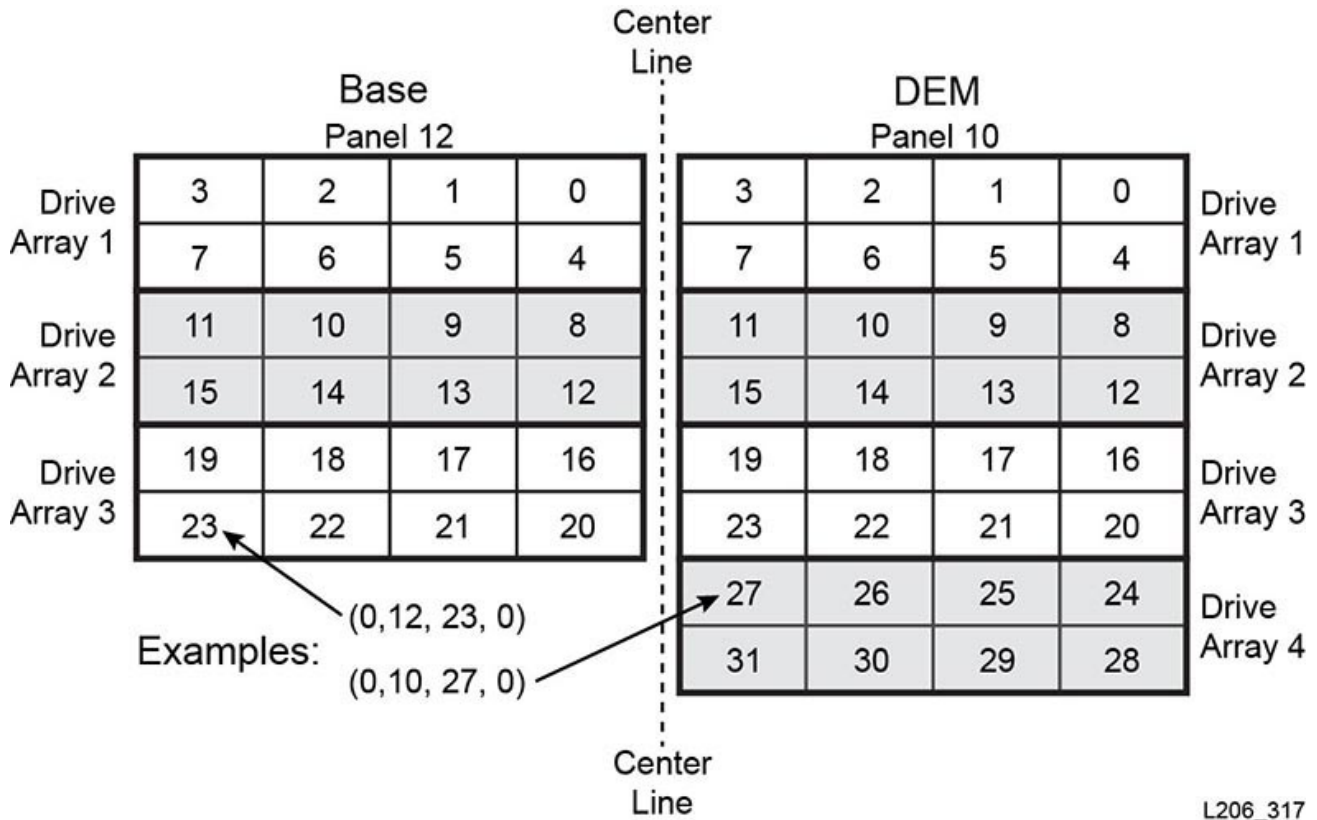 Center
Line
Base
DEM
Panel 12
Panel 10
Drive
Array 1
3 2 1 0
7 6 5 4
3 2 1 0
7 6 5 4
Drive
Array 1
Drive
Array 2
11 10 9 8
15 14 13 12
11 10 9 8
15 14 13 12
Drive
Array 2
Drive
Array 3
19 18 17 16
23 22 21 20
19 18 17 16
23 22 21 20
Drive
Array 3
27 26 25 24
31 30 29 28
Drive
Array 4
Examples:
(0,12, 23, 0)
(0,10, 27, 0)
Center
Line
L206_317